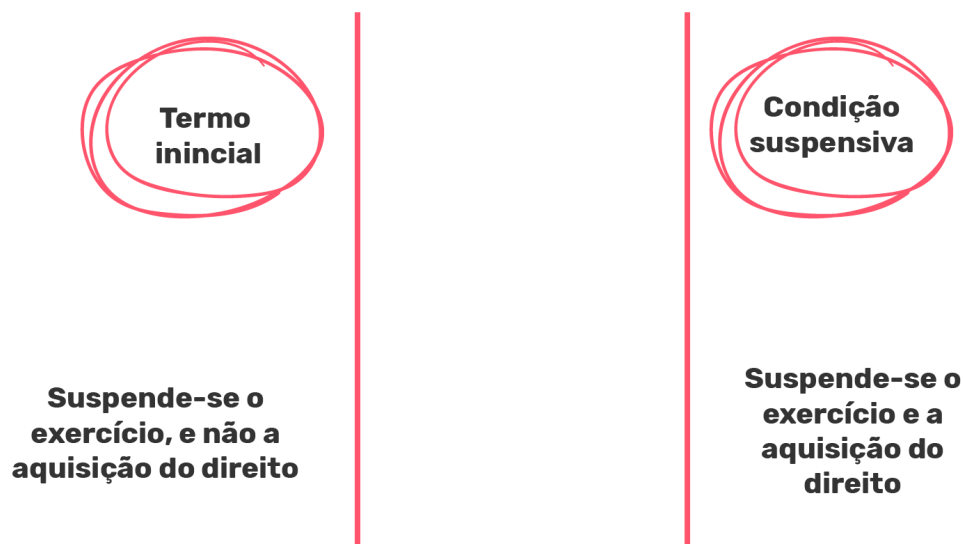 Termo
inincial
Suspende-se o
exercício, e não a
aquisição do direito
Condição
suspensiva
Suspende-se o
exercício e a
aquisição do
direito